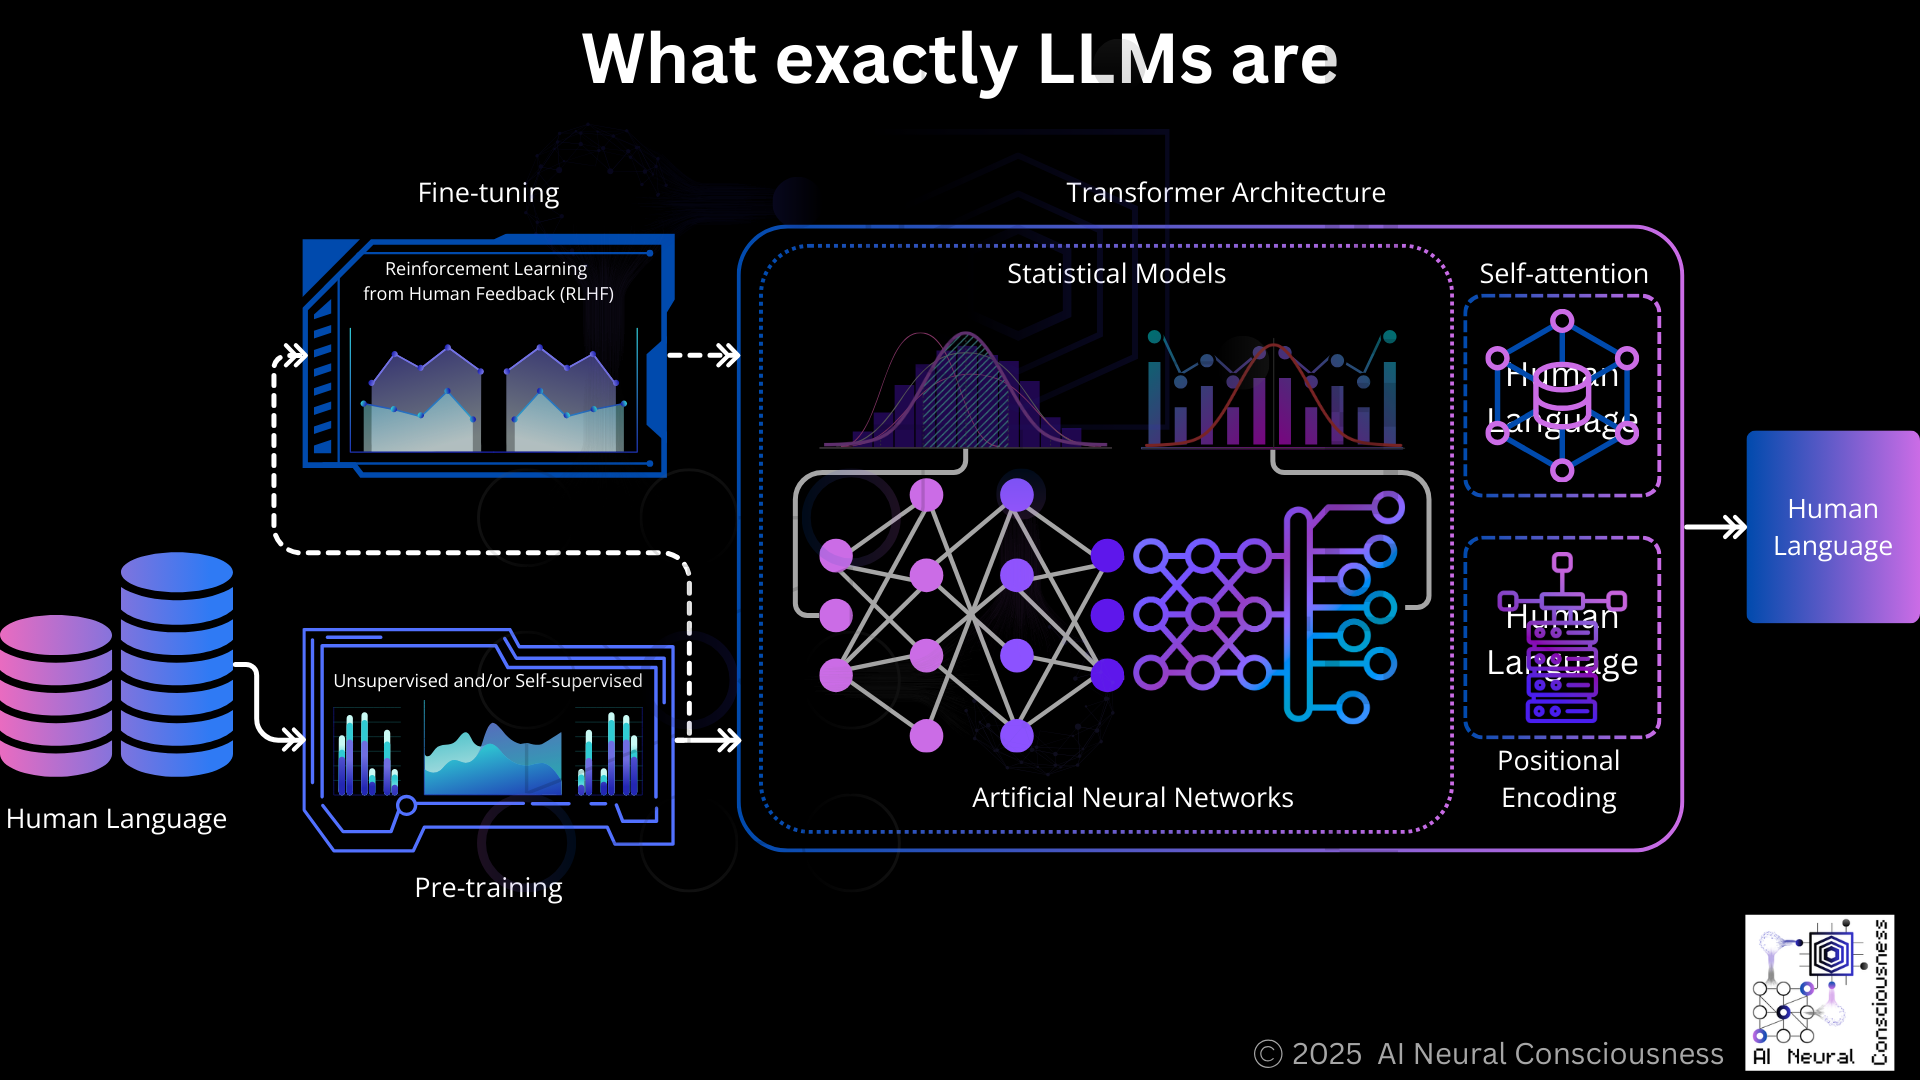 What exactly LLMs are
Fine-tuning
Transformer Architecture
Reinforcement Learning
from Human Feedback (RLHF)
Statistical Models
Self-attention
Human
Language
Human
Language
Human
Language
Unsupervised and/or Self-supervised
Positional
Encoding
Artificial Neural Networks
Human Language
Pre-training
AI Neural
Consciousness
© 2025 AI Neural Consciousness